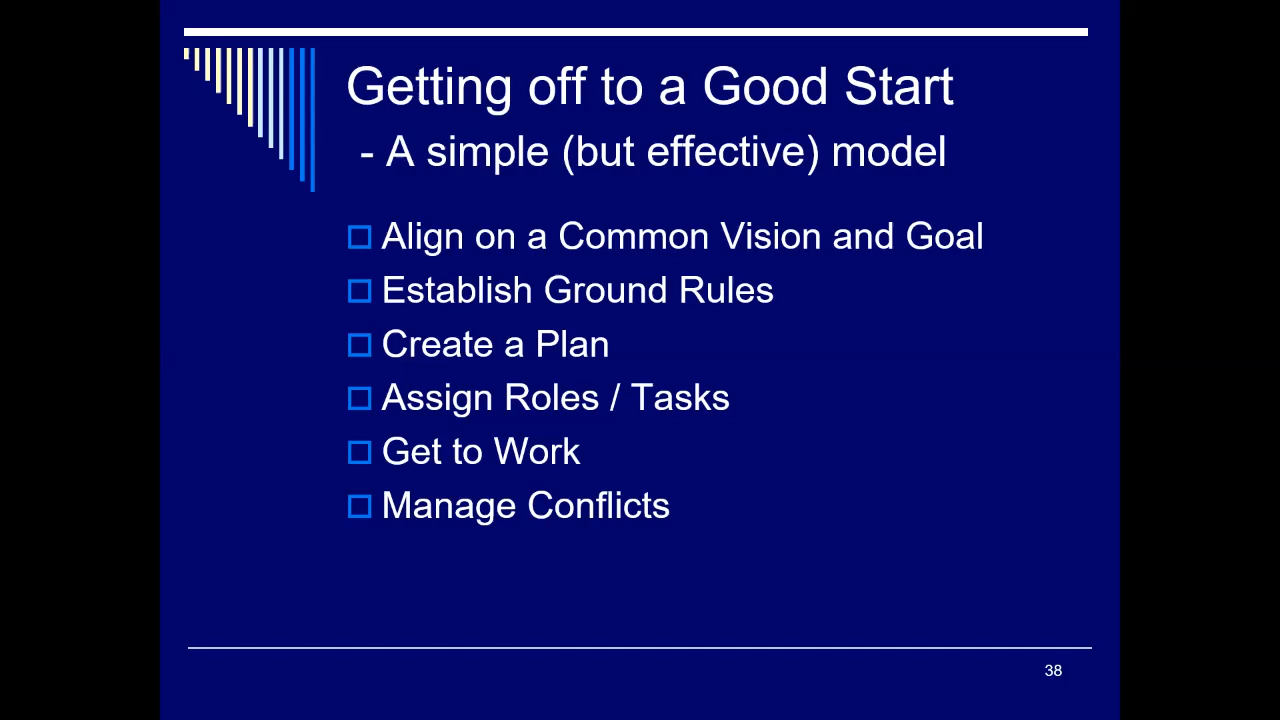 Getting off to a Good Start
- A simple (but effective) model
Align on a Common Vision and Goal
Establish Ground Rules
Create a Plan
Assign Roles / Tasks
Get to Work
Manage Conflicts
38